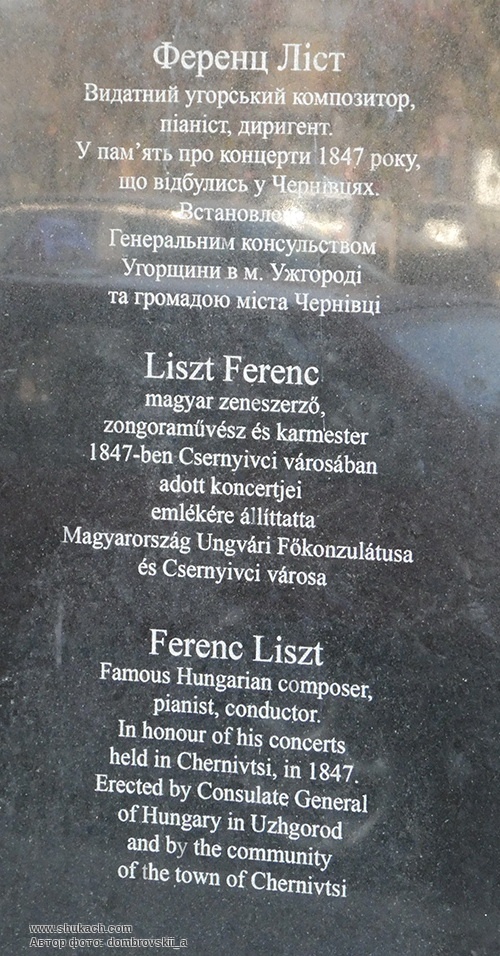 Ференц Ліст
Видатний угорський композитор,
піаніст, диригент.
У пам’ять про концерти 1847 року,
що відбулись у Чернівцях.
Встановлено
Генеральним консульством
Угорщини в м. Ужгороді
та громадою міста Чернівці
Liszt Ferenc
magyar zeneszerző,
zongoraművész és karmester
1847-ben Csernyivci városában
adott koncertjei
emlékére állíttatta
Magyarország Ungvári Főkonzulátusa
és Csernyivci városa
Ferenc Liszt
Famous Hungarian composer,
pianist, conductor.
In honour of his concerts
held in Chernivtsi, in 1847.
Erected by Consulate General
of Hungary in Uzhgorod
and by the community
of the town of Chernivtsi
www.shukach.com
Автор фото: dombrovskii_a